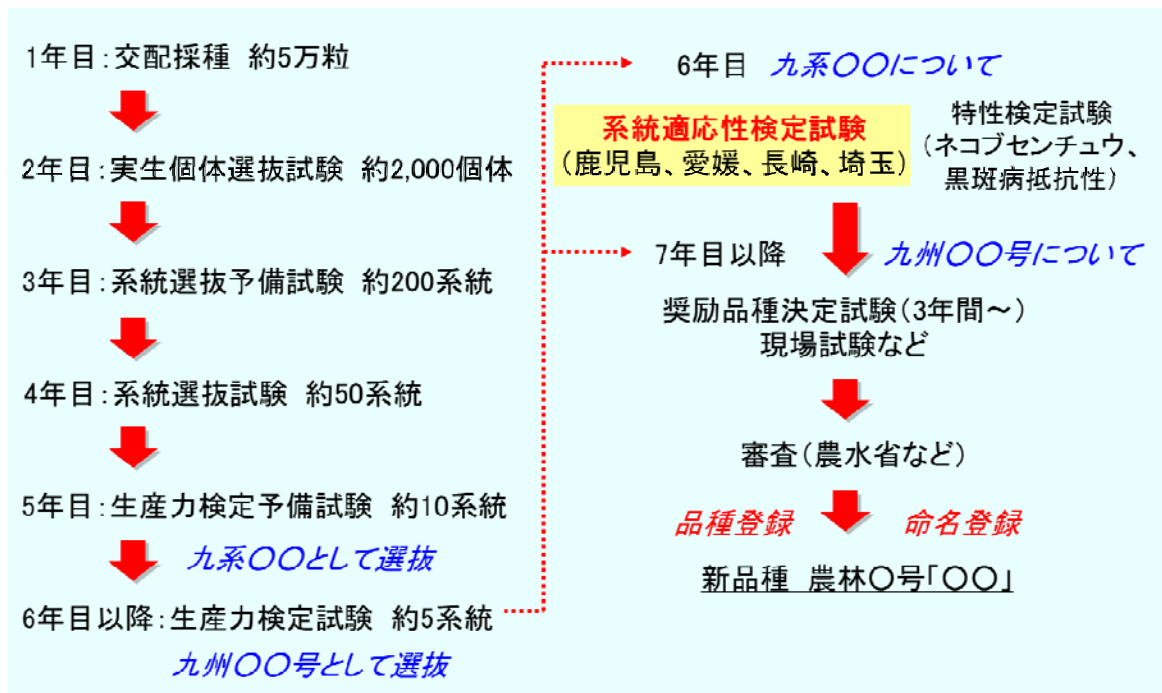 1年目:交配採種 約5万粒
2年目:実生個体選抜試験 約2,000個体
3年目:系統選抜予備試験 約200系統
4年目:系統選抜試験 約50系統
5年目:生産力検定予備試験 約10系統
九系〇〇として選抜
6年目以降:生産力検定試験 約5系統
九州〇〇号として選抜
6年目 九系〇〇について
系統適応性検定試験
(鹿児島、愛媛、長崎、埼玉)
特性検定試験
(ネコブセンチュウ、
黒斑病抵抗性)
7年目以降 九州〇〇号について
奨励品種決定試験(3年間~)
現場試験など
審査(農水省など)
品種登録 命名登録
新品種 農林〇号「〇〇」